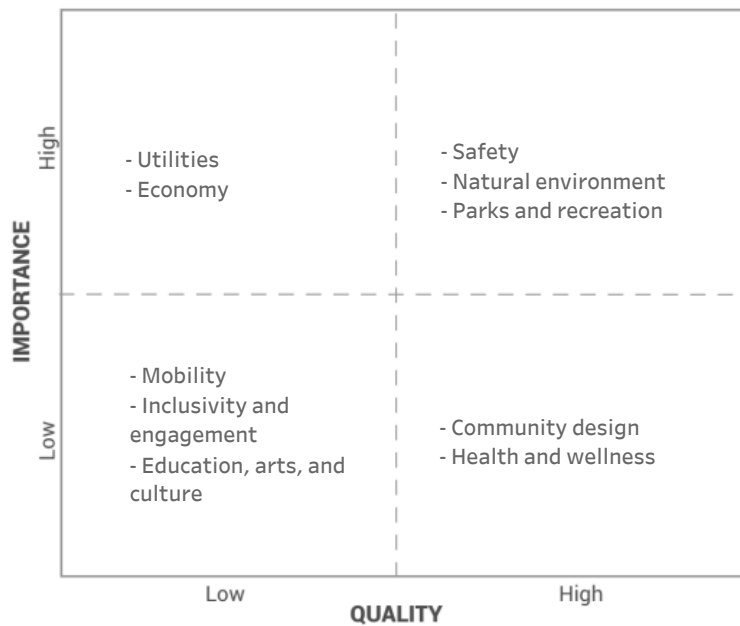 High
- Utilities
- Economy
- Safety
- Natural environment
- Parks and recreation
IMPORTANCE
Low
- Mobility
- Inclusivity and
engagement
- Education, arts, and
culture
- Community design
- Health and wellness
Low
High
QUALITY